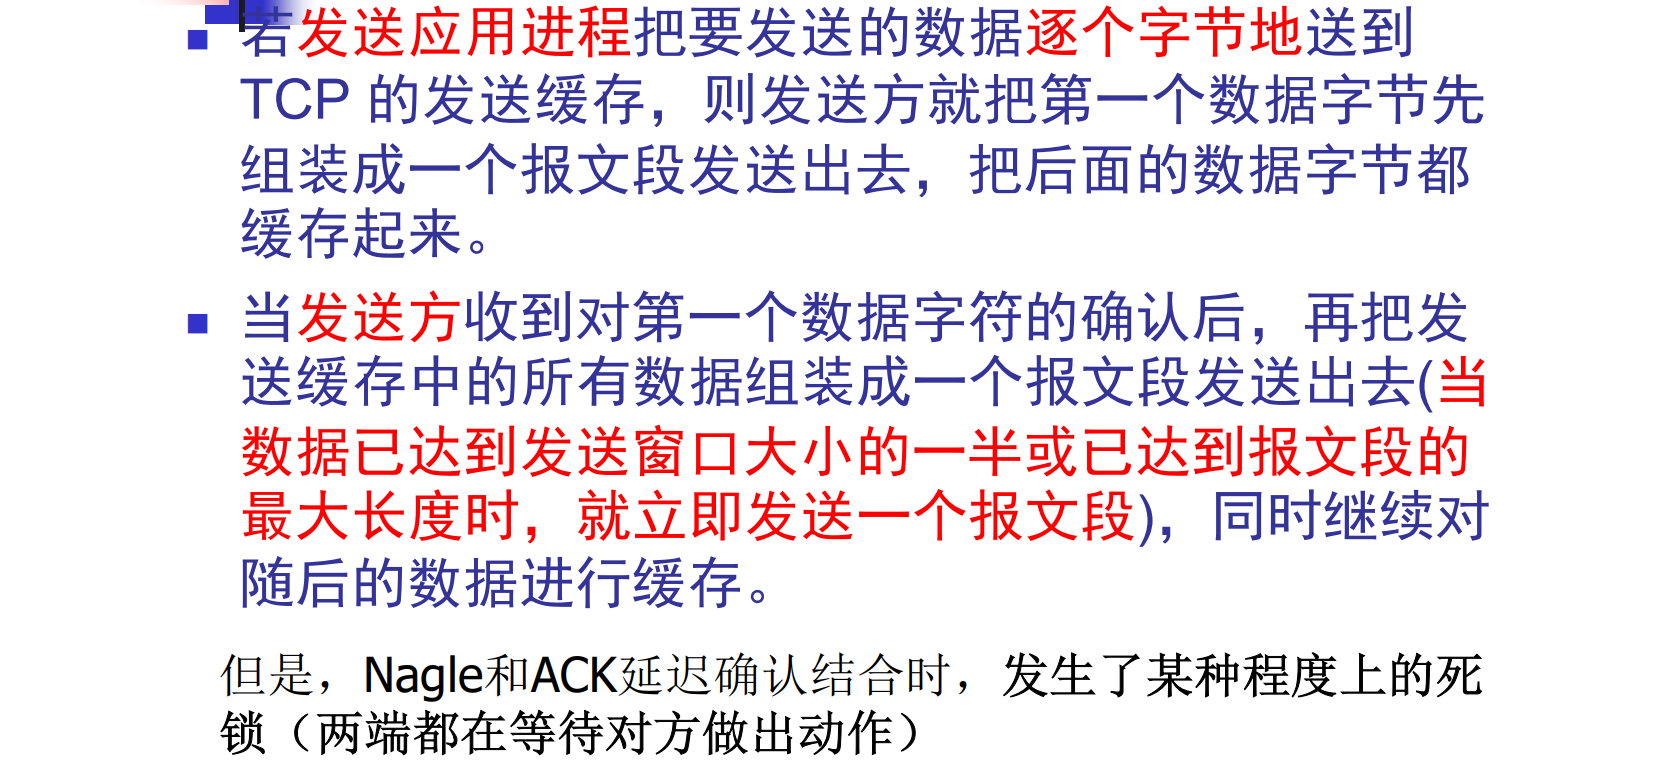 若发送应用进程把要发送的数据逐个字节地送到
TCP 的发送缓存，则发送方就把第一个数据字节先
组装成一个报文段发送出去，把后面的数据字节都
缓存起来。
当发送方收到对第一个数据字符的确认后，再把发
送缓存中的所有数据组装成一个报文段发送出去(当
数据已达到发送窗口大小的一半或已达到报文段的
最大长度时，就立即发送一个报文段)，同时继续对
随后的数据进行缓存。
但是，Nagle和ACK延迟确认结合时，发生了某种程度上的死
锁（两端都在等待对方做出动作）